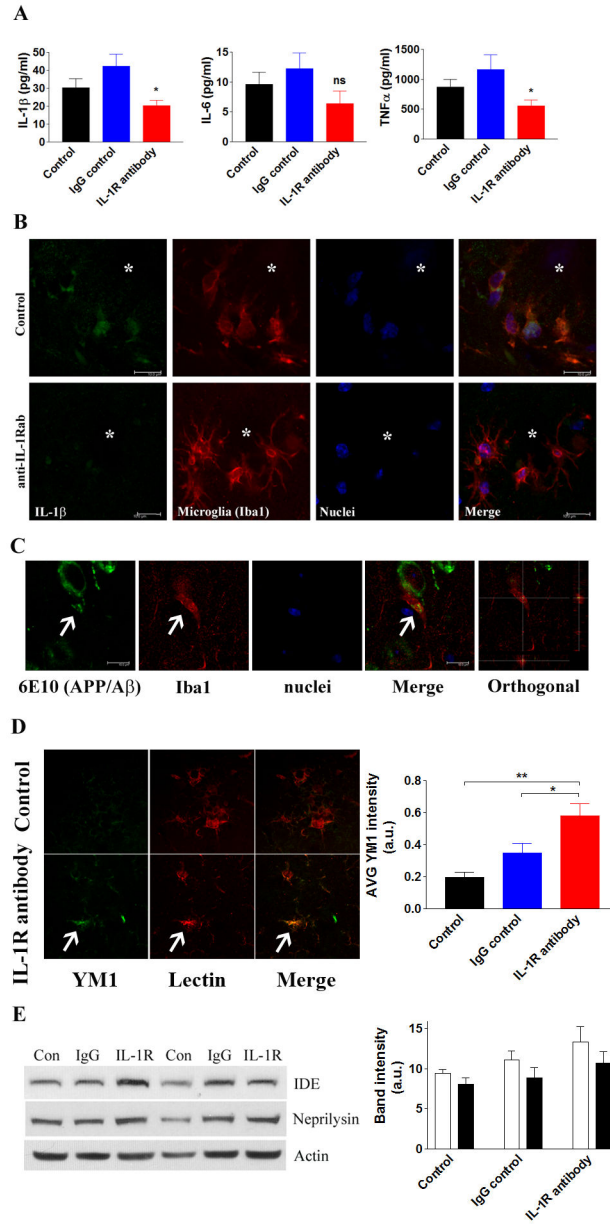 A
IL-1β (pg/ml)
50
40
30
20
10
0
*
Control
IgG control
IL-1R antibody
IL-6 (pg/ml)
15
10
5
0
ns
Control
IgG control
IL-1R antibody
TNFα (pg/ml)
1500
1000
500
0
*
Control
IgG control
IL-1R antibody
B
Control
* * * *
anti-IL-1Rab
* * * *
IL-1β Microglia (Iba1) Nuclei Merge
C
6E10 (APP/Aβ) Iba1 nuclei Merge Orthogonal
D
Control
IL-1R antibody
YM1 Lectin Merge
AVG YM1 intensity
(a.u.)
0.8
0.6
0.4
0.2
0.0
**
*
Control
IgG control
IL-1R antibody
E
Con IgG IL-1R Con IgG IL-1R
IDE
Neprilysin
Actin
Band intensity
(a.u.)
15
10
5
0
Control
IgG control
IL-1R antibody